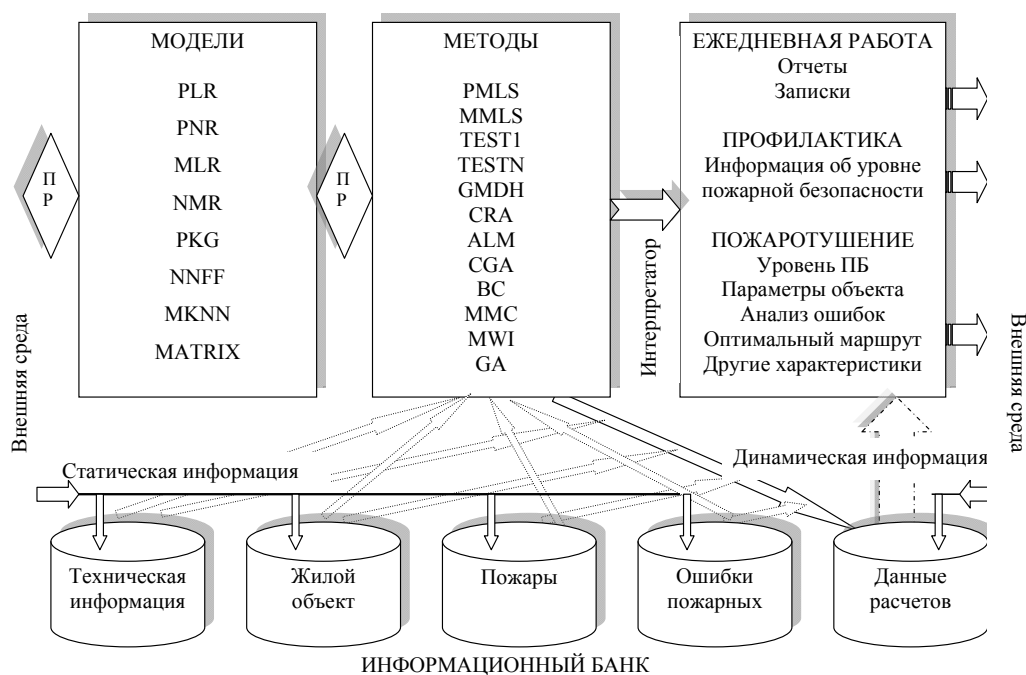 МОДЕЛИ
PLR
PNR
MLR
NMR
PKG
NNFF
MKNN
MATRIX
МЕТОДЫ
PMLS
MMLS
TEST1
TESTN
GMDH
CRA
ALM
CGA
BC
MMC
MWI
GA
ЕЖЕДНЕВНАЯ РАБОТА
Отчеты
Записки
ПРОФИЛАКТИКА
Информация об уровне
пожарной безопасности
ПОЖАРОТУШЕНИЕ
Уровень ПБ
Параметры объекта
Анализ ошибок
Оптимальный маршрут
Другие характеристики
П
Р
П
Р
Интерпретатор
Внешняя среда
Внешняя среда
Статическая информация
Динамическая информация
Техническая
информация
Жилой
объект
Пожары
Ошибки
пожарных
Данные
расчетов
ИНФОРМАЦИОННЫЙ БАНК